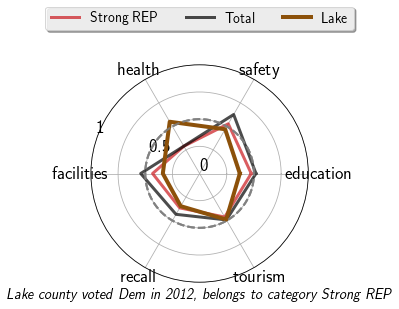 Strong REP Total Lake
health safety
1
0.5
0
facilities education
recall tourism
Lake county voted Dem in 2012, belongs to category Strong REP